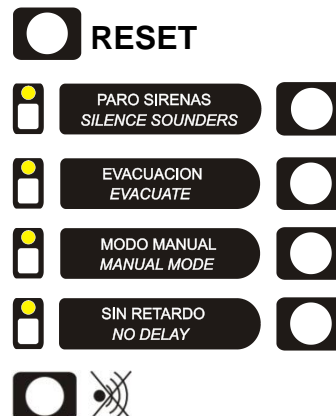 RESET
PARO SIRENAS
SILENCE SOUNDERS
EVACUACION
EVACUATE
MODO MANUAL
MANUAL MODE
SIN RETARDO
NO DELAY